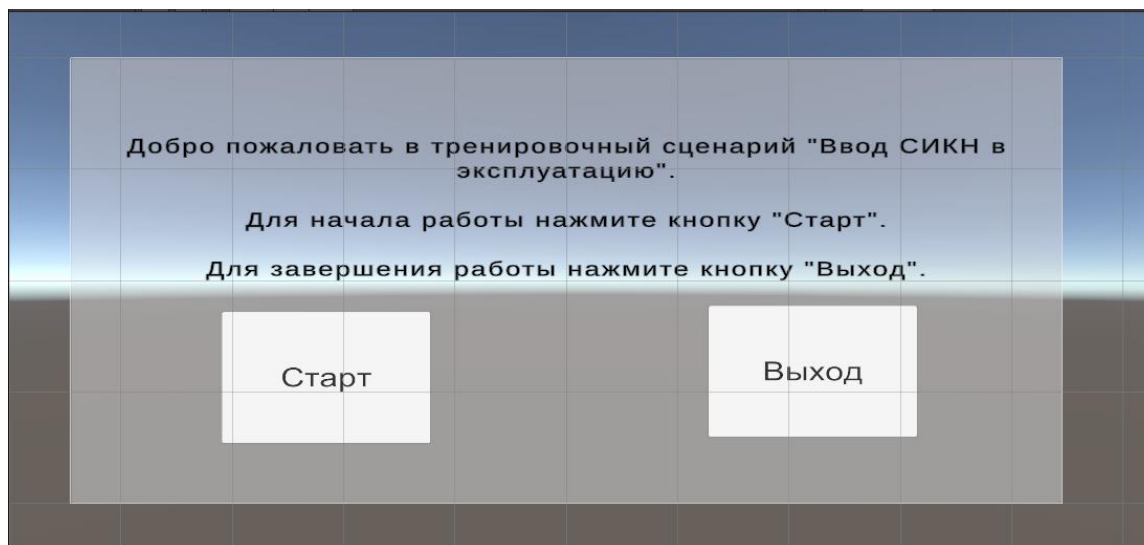 Добро пожаловать в тренировочный сценарий "Ввод СИКН в
эксплуатацию".
Для начала работы нажмите кнопку "Старт".
Для завершения работы нажмите кнопку "Выход".
Старт
Выход